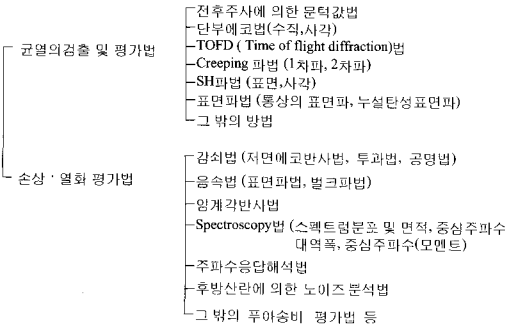 전후주사에 의한 문턱값법
단부에코법(수직,사각)
균열의검출 및 평가법
TOFD ( Time of flight diffraction)법
Creeping 파법 (1차파, 2차파)
SH파법 (표면,사각)
표면파법 (통상의 표면파, 누설탄성표면파)
그 밖의 방법
감쇠법 (저면에코반사법, 투과법, 공명법)
손상·열화 평가법
음속법 (표면파법, 벌크파법)
임계각반사법
Spectroscopy법 (스펙트럼분포 및 면적, 중심주파수
대역폭, 중심주파수(모멘트)
주파수응답해석법
후방산란에 의한 노이즈분석법
그 밖의 푸아송비 평가법 등